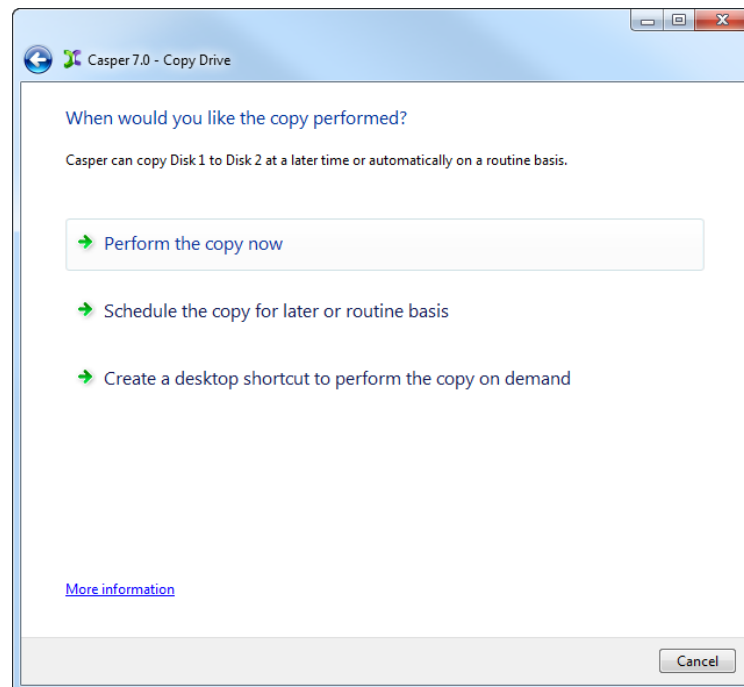 Casper 7.0 - Copy Drive
When would you like the copy performed?
Casper can copy Disk 1 to Disk 2 at a later time or automatically on a routine basis.
Perform the copy now
Schedule the copy for later or routine basis
Create a desktop shortcut to perform the copy on demand
More information
Cancel